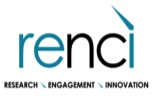 renci
RESEARCH \ ENGAGEMENT \ INNOVATION